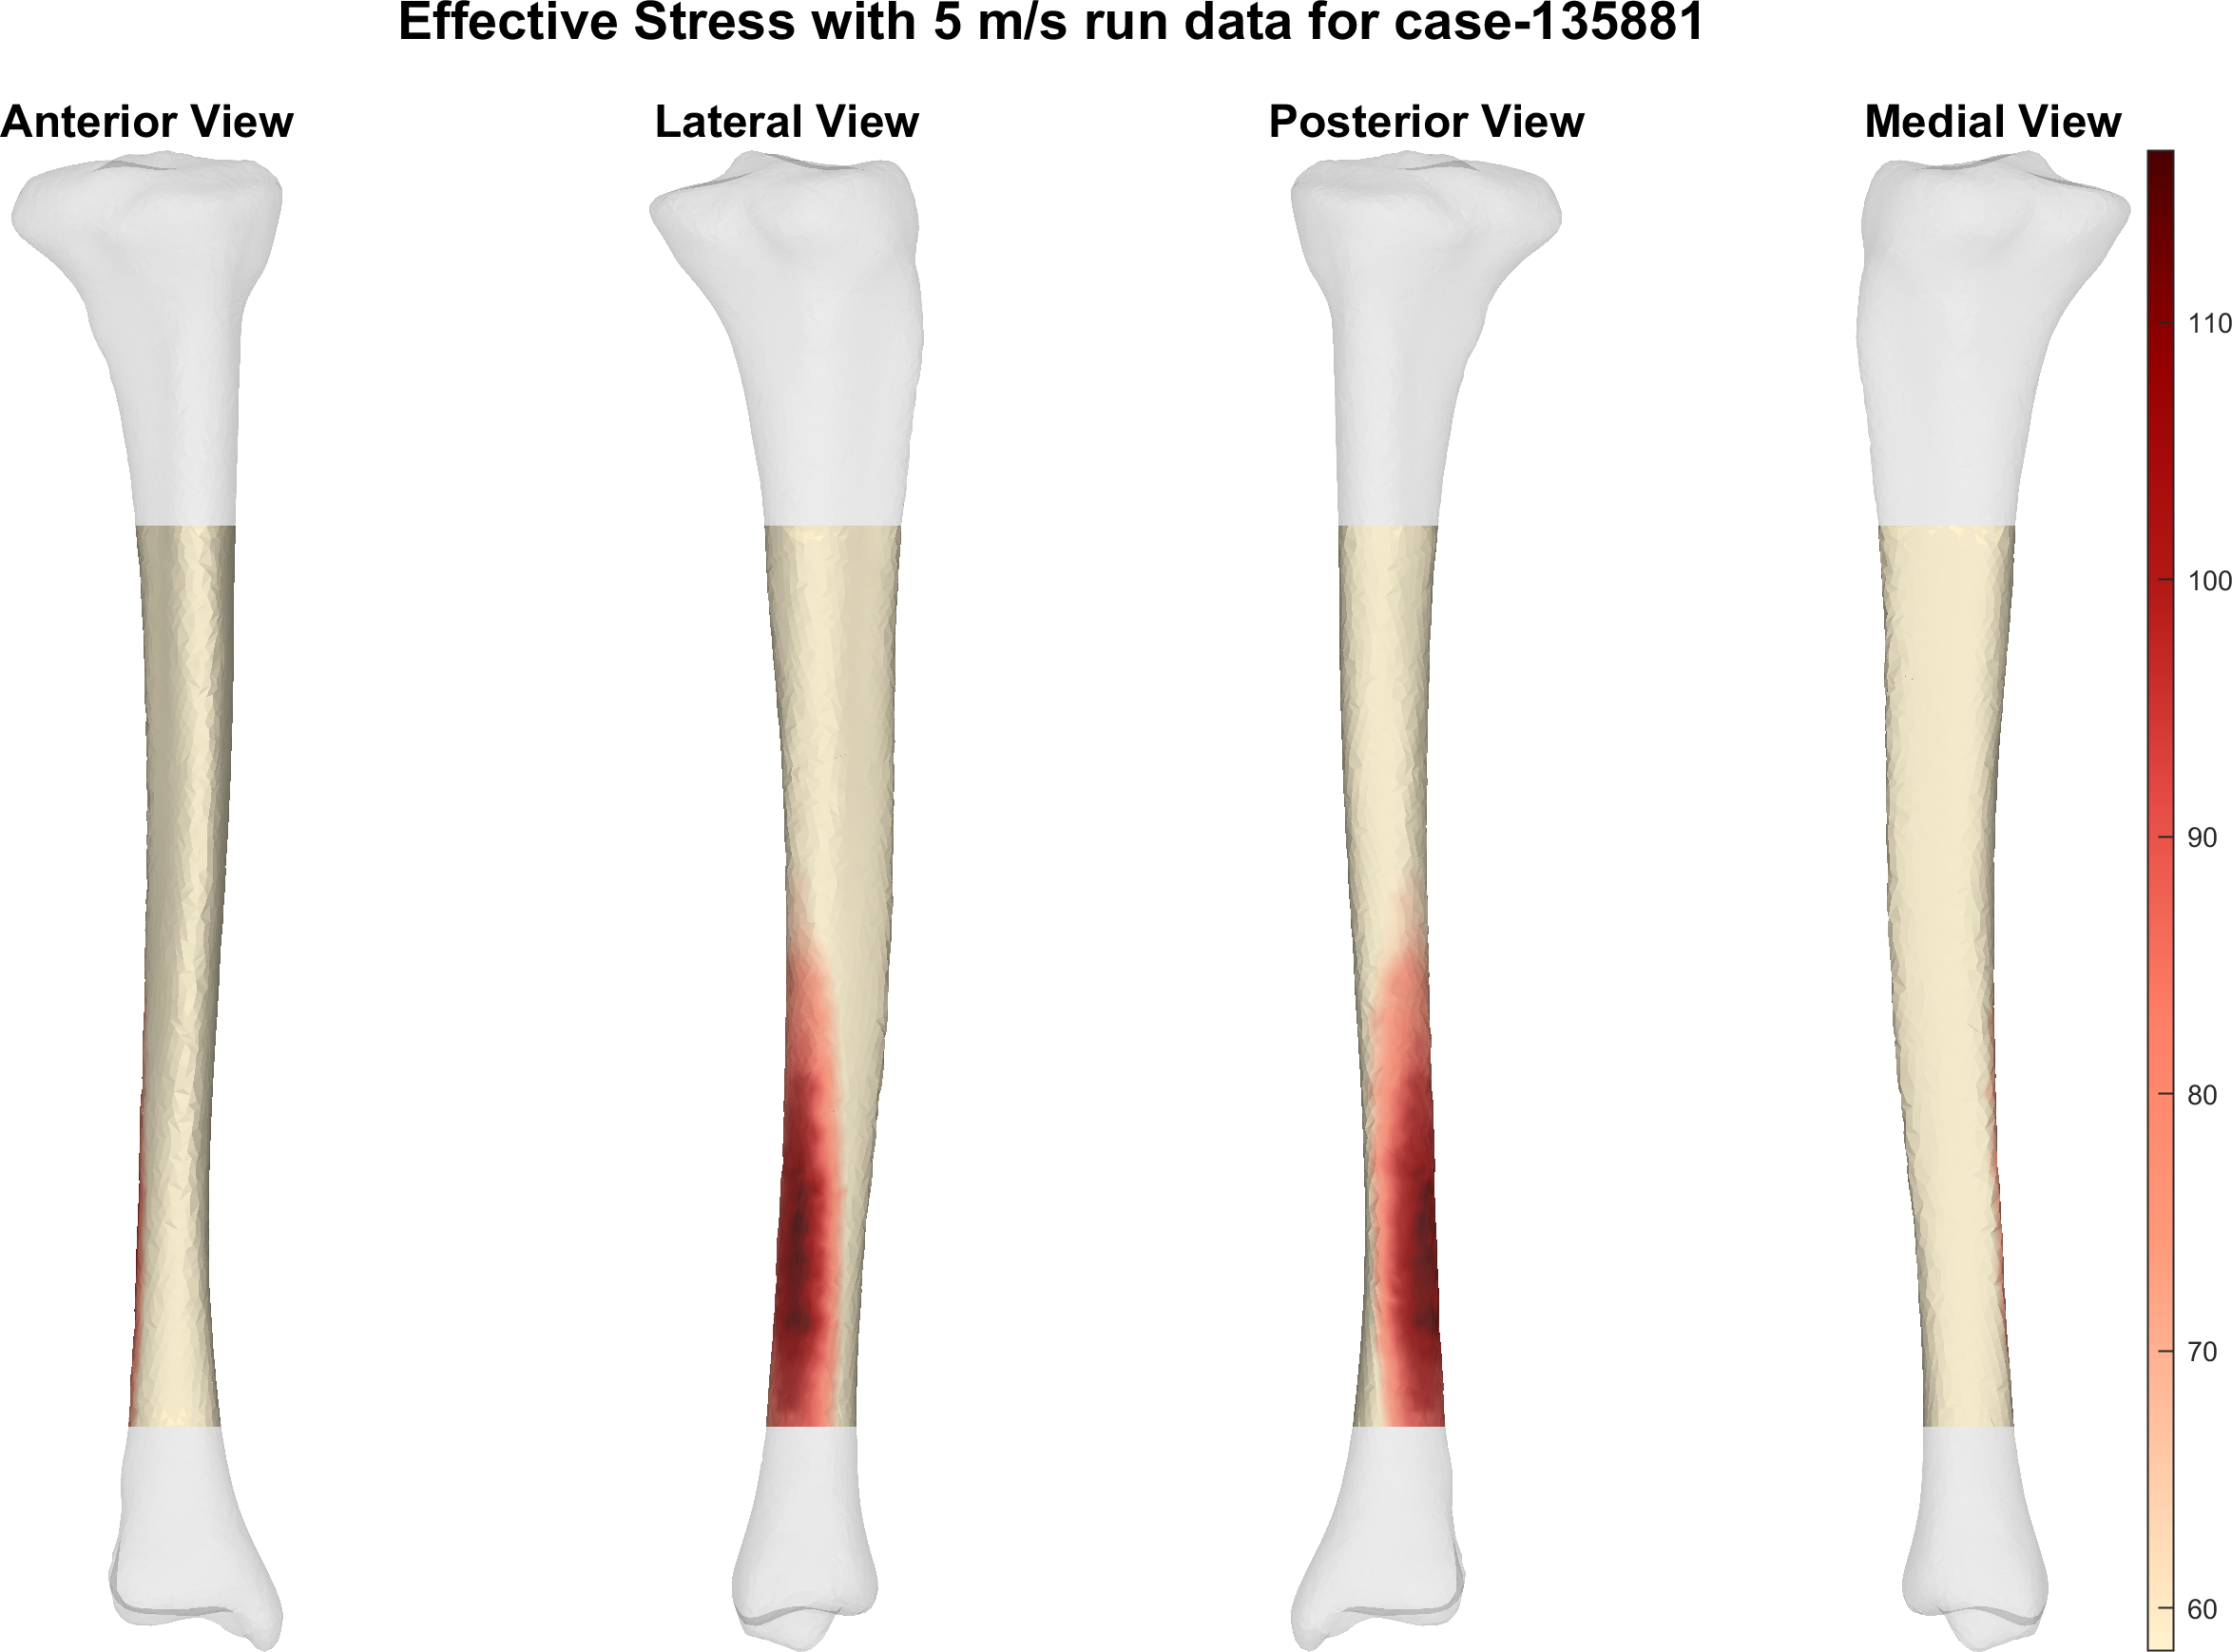 Effective Stress with 5 m/s run data for case-135881
Anterior View
Lateral View
Posterior View
Medial View
110
100
90
80
70
60